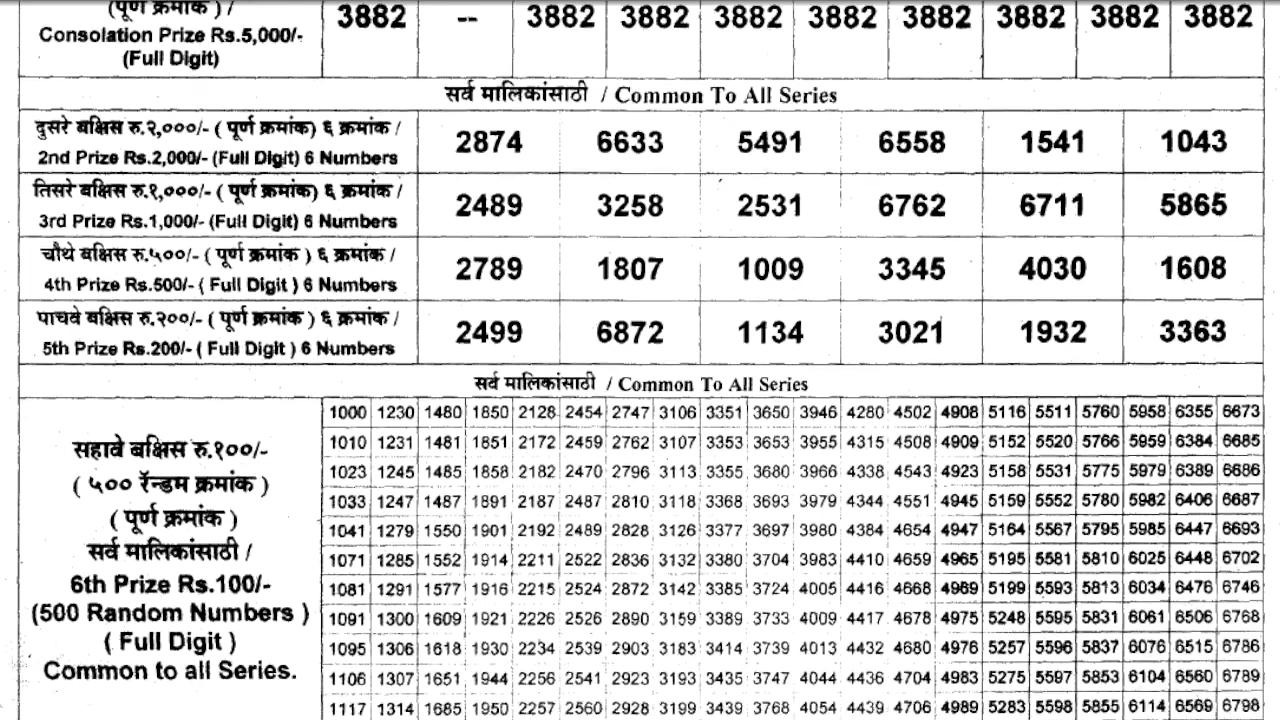 (पूर्ण क्रमांक ) /
Consolation Prize Rs.5,000/-
(Full Digit)
3882 -- 3882 3882 3882 3882 3882 3882 3882 3882
सर्व मालिकांसाठी / Common To All Series
दुसरे बक्षिस रु.२,०००/- ( पूर्ण क्रमांक) ६ क्रमांक /
2nd Prize Rs.2,000/- (Full Digit) 6 Numbers
2874 6633 5491 6558 1541 1043
तिसरे बक्षिस रु.१,०००/- ( पूर्ण क्रमांक) ६ क्रमांक /
3rd Prize Rs.1,000/- (Full Digit) 6 Numbers
2489 3258 2531 6762 6711 5865
चौथे बक्षिस रु.५००/- ( पूर्ण क्रमांक ) ६ क्रमांक /
4th Prize Rs.500/- ( Full Digit ) 6 Numbers
2789 1807 1009 3345 4030 1608
पाचवे बक्षिस रु.२००/- ( पूर्ण क्रमांक ) ६ क्रमांक /
5th Prize Rs.200/- ( Full Digit ) 6 Numbers
2499 6872 1134 3021 1932 3363
सर्व मालिकांसाठी / Common To All Series
सहावे बक्षिस रु.१००/-
( ५०० रॅन्डम क्रमांक )
( पूर्ण क्रमांक )
सर्व मालिकांसाठी /
6th Prize Rs.100/-
(500 Random Numbers )
( Full Digit )
Common to all Series.
1000 1230 1480 1850 2128 2454 2747 3106 3351 3650 3946 4280 4502 4908 5116 5511 5760 5958 6355 6673
1010 1231 1481 1851 2172 2459 2762 3107 3353 3653 3955 4315 4508 4909 5152 5520 5766 5959 6384 6685
1023 1245 1485 1858 2182 2470 2796 3113 3355 3680 3966 4338 4543 4923 5158 5531 5775 5979 6389 6686
1033 1247 1487 1891 2187 2487 2810 3118 3368 3693 3979 4344 4551 4945 5159 5552 5780 5982 6406 6687
1041 1279 1550 1901 2192 2489 2828 3126 3377 3697 3980 4384 4654 4947 5164 5567 5795 5985 6447 6693
1071 1285 1552 1914 2211 2522 2836 3132 3380 3704 3983 4410 4659 4965 5195 5581 5810 6025 6448 6702
1081 1291 1577 1916 2215 2524 2872 3142 3385 3724 4005 4416 4668 4969 5199 5593 5813 6034 6476 6746
1091 1300 1609 1921 2226 2526 2890 3159 3389 3733 4009 4417 4678 4975 5248 5595 5831 6061 6506 6768
1095 1306 1618 1930 2234 2539 2903 3183 3414 3739 4013 4432 4680 4976 5257 5596 5837 6076 6515 6786
1106 1307 1651 1944 2256 2541 2923 3193 3435 3747 4044 4436 4704 4983 5275 5597 5853 6104 6560 6789
1117 1314 1685 1950 2257 2560 2928 3199 3439 3768 4054 4439 4706 4989 5283 5598 5855 6114 6569 6798